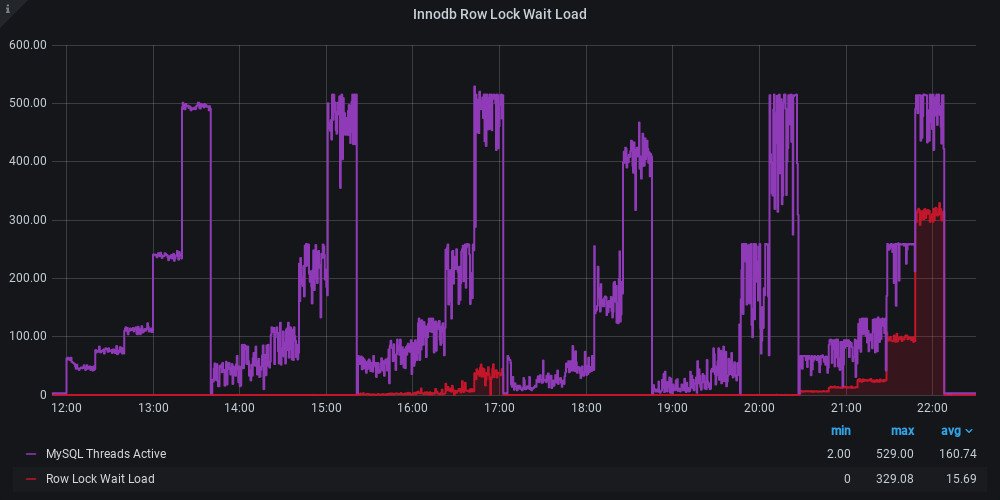 i
Innodb Row Lock Wait Load
600.00
500.00
400.00
300.00
200.00
100.00
0
12:00 13:00 14:00 15:00 16:00 17:00 18:00 19:00 20:00 21:00 22:00
min max avg
MySQL Threads Active 2.00 529.00 160.74
Row Lock Wait Load 0 329.08 15.69